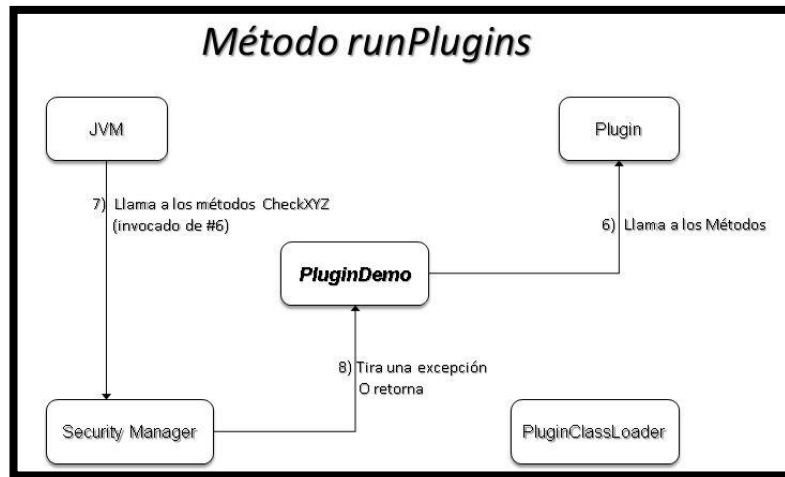 Método runPlugins
JVM
Plugin
7) Llama a los métodos CheckXYZ
(invocado de #6)
6) Llama a los Métodos
PluginDemo
8) Tira una excepción
O retorna
Security Manager
PluginClassLoader